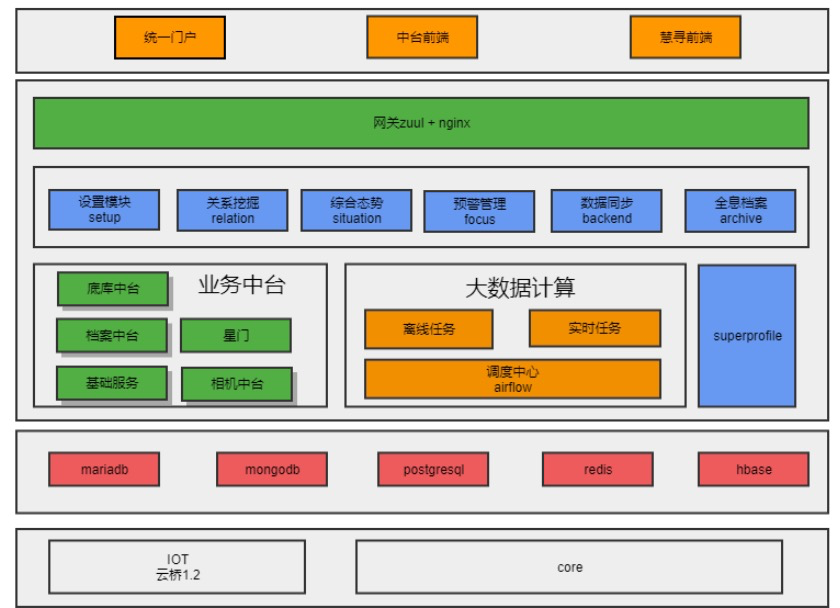 统一门户
中台前端
慧寻前端
网关zuul + nginx
设置模块
setup
关系挖掘
relation
综合态势
situation
预警管理
focus
数据同步
backend
全息档案
archive
业务中台
底库中台
档案中台
星门
基础服务
相机中台
大数据计算
离线任务
实时任务
调度中心
airflow
superprofile
mariadb
mongodb
postgresql
redis
hbase
IOT
云桥1.2
core